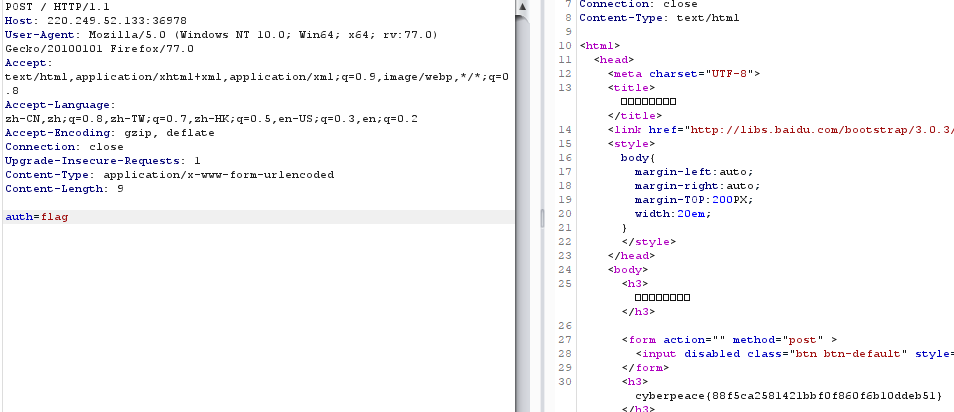 POST / HTTP/1.1
Host: 220.249.52.133:36978
User-Agent: Mozilla/5.0 (Windows NT 10.0; Win64; x64; rv:77.0)
Gecko/20100101 Firefox/77.0
Accept:
text/html,application/xhtml+xml,application/xml;q=0.9,image/webp,*/*;q=0
.8
Accept-Language:
zh-CN,zh;q=0.8,zh-TW;q=0.7,zh-HK;q=0.5,en-US;q=0.3,en;q=0.2
Accept-Encoding: gzip, deflate
Connection: close
Upgrade-Insecure-Requests: 1
Content-Type: application/x-www-form-urlencoded
Content-Length: 9
auth=flag
7 Connection: close
8 Content-Type: text/html
9
10 <html>
11 <head>
12 <meta charset="UTF-8">
13 <title>
□□□□□□□□
</title>
14 <link href="http://libs.baidu.com/bootstrap/3.0.3/
15 <style>
16 body{
17 margin-left:auto;
18 margin-right:auto;
19 margin-TOP:200PX;
20 width:20em;
21 }
22 </style>
23 </head>
24 <body>
25 <h3>
□□□□□□□□
</h3>
26
27 <form action="" method="post" >
28 <input disabled class="btn btn-default" style=
29 </form>
30 <h3>
cyberpeace{88f5ca2581421bbf0f860f6b10ddeb51}
</h3>